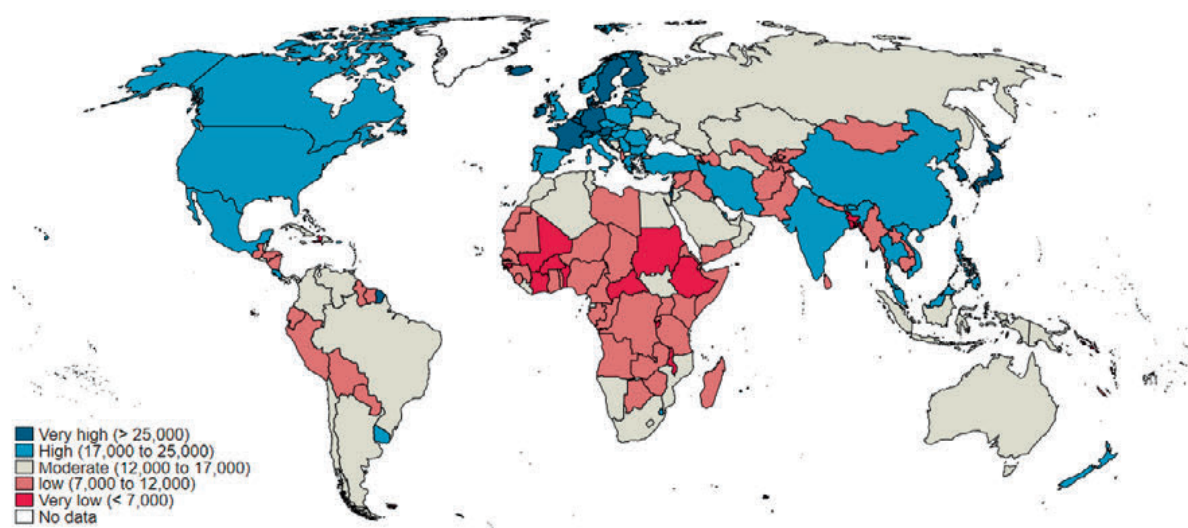 Very high (> 25,000)
High (17,000 to 25,000)
Moderate (12,000 to 17,000)
low (7,000 to 12,000)
Very low (< 7,000)
No data